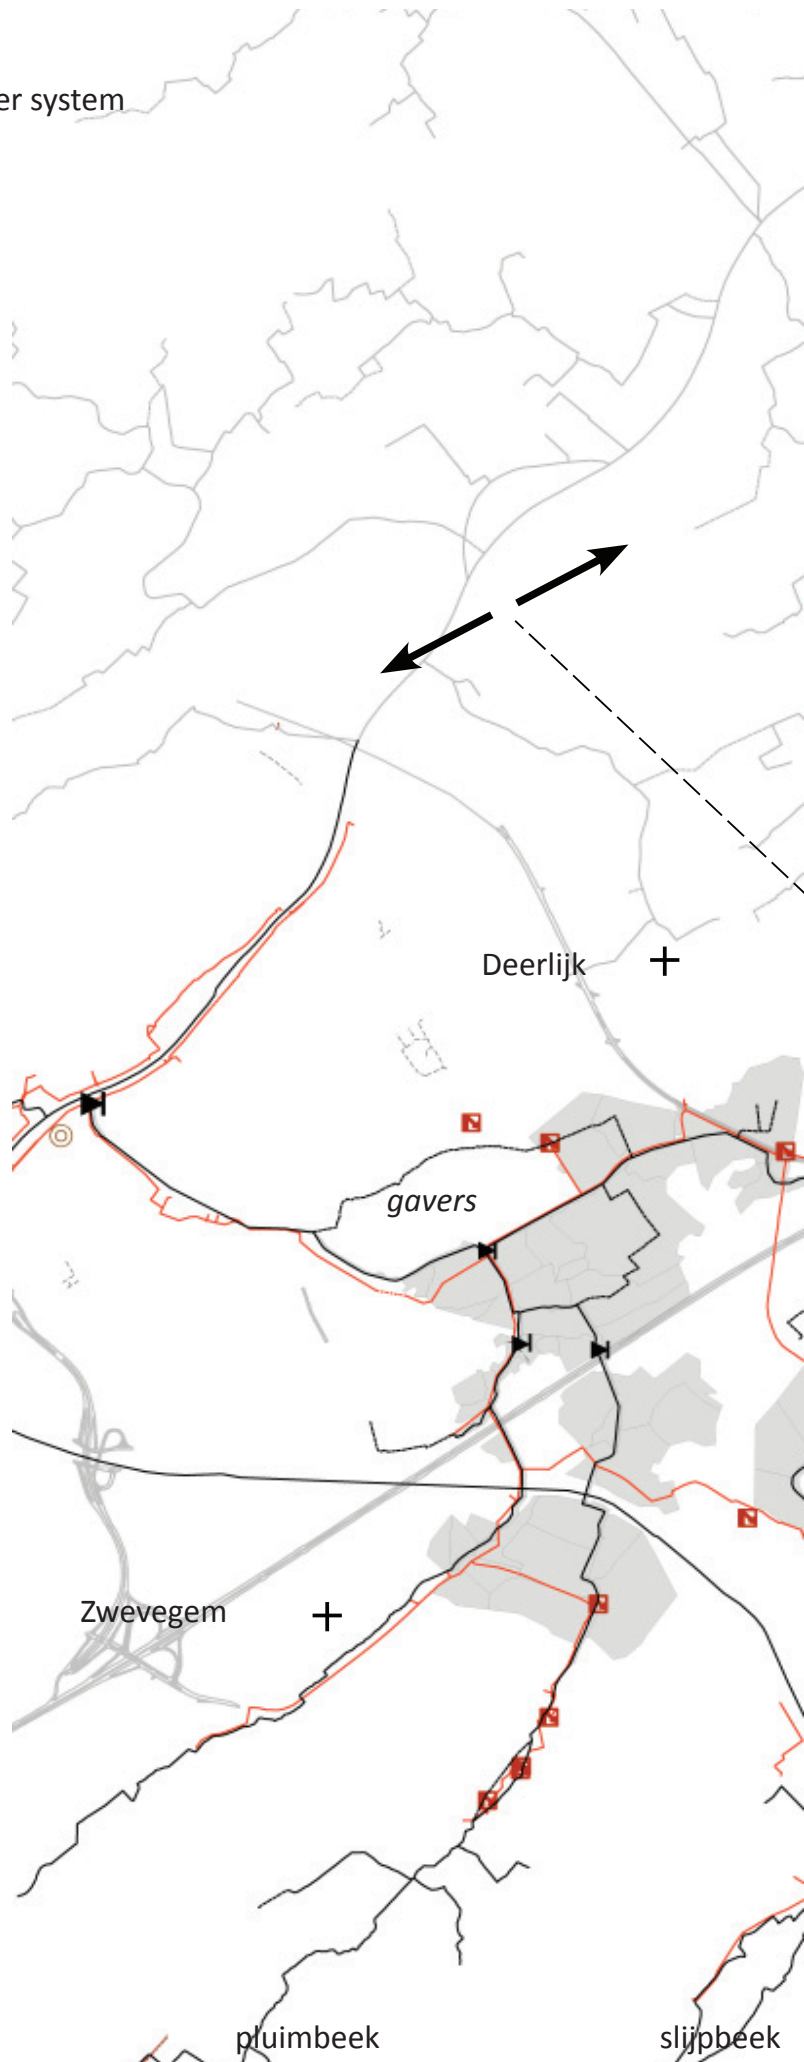 er system
Deerlijk
gavers
Zwevegem
pluimbeek
slijpbeek